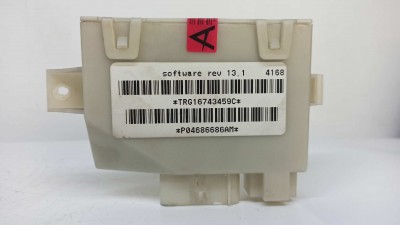 A
software rev 13.1 4168
*TRG16743459C*
*P04686686AM*